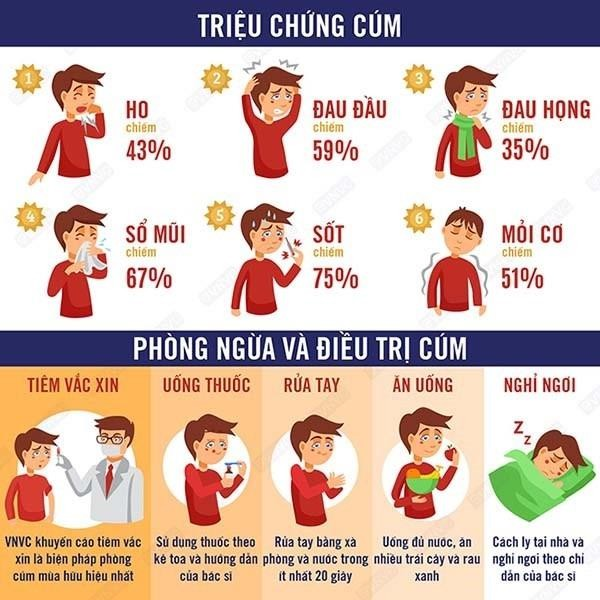 TRIỆU CHỨNG CÚM
1
HO
chiếm
43%
2
ĐAU ĐẦU
chiếm
59%
3
ĐAU HỌNG
chiếm
35%
4
SỔ MŨI
chiếm
67%
5
SỐT
chiếm
75%
6
MỎI CƠ
chiếm
51%
PHÒNG NGỪA VÀ ĐIỀU TRỊ CÚM
TIÊM VẮC XIN
VNVC khuyến cáo tiêm vắc
xin là biện pháp phòng
cúm mùa hữu hiệu nhất
UỐNG THUỐC
Sử dụng thuốc theo
kê toa và hướng dẫn
của bác sĩ
RỬA TAY
Rửa tay bằng xà
phòng và nước trong
ít nhất 20 giây
ĂN UỐNG
Uống đủ nước, ăn
nhiều trái cây và rau
xanh
NGHỈ NGƠI
Z Z Z
Cách ly tại nhà và
nghỉ ngơi theo chỉ
dẫn của bác sĩ